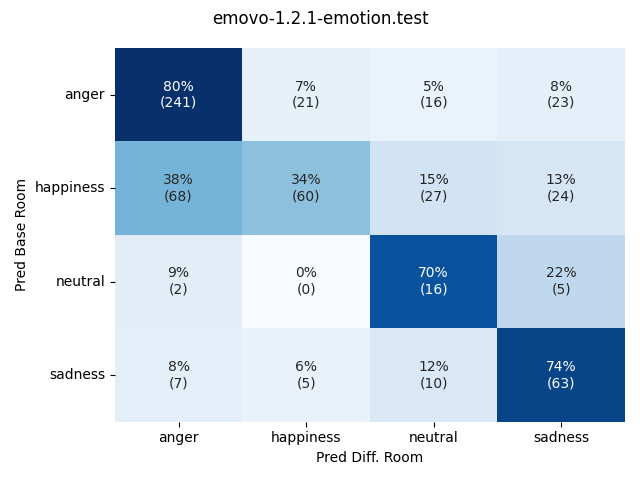 emovo-1.2.1-emotion.test
Pred Base Room
anger
80%
(241)
7%
(21)
5%
(16)
8%
(23)
happiness
38%
(68)
34%
(60)
15%
(27)
13%
(24)
neutral
9%
(2)
0%
(0)
70%
(16)
22%
(5)
sadness
8%
(7)
6%
(5)
12%
(10)
74%
(63)
anger
happiness
neutral
sadness
Pred Diff. Room